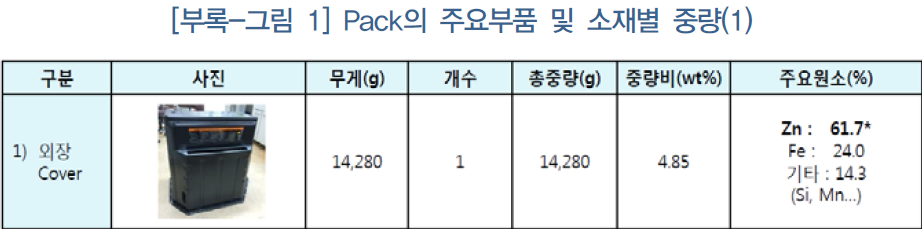 [부록-그림 1] Pack의 주요부품 및 소재별 중량(1)
구분 사진 무게(g) 개수 총중량(g) 중량비(wt%) 주요원소(%)
1) 외장 Cover 14,280 1 14,280 4.85 Zn : 61.7*
Fe : 24.0
기타 : 14.3
(Si, Mn...)